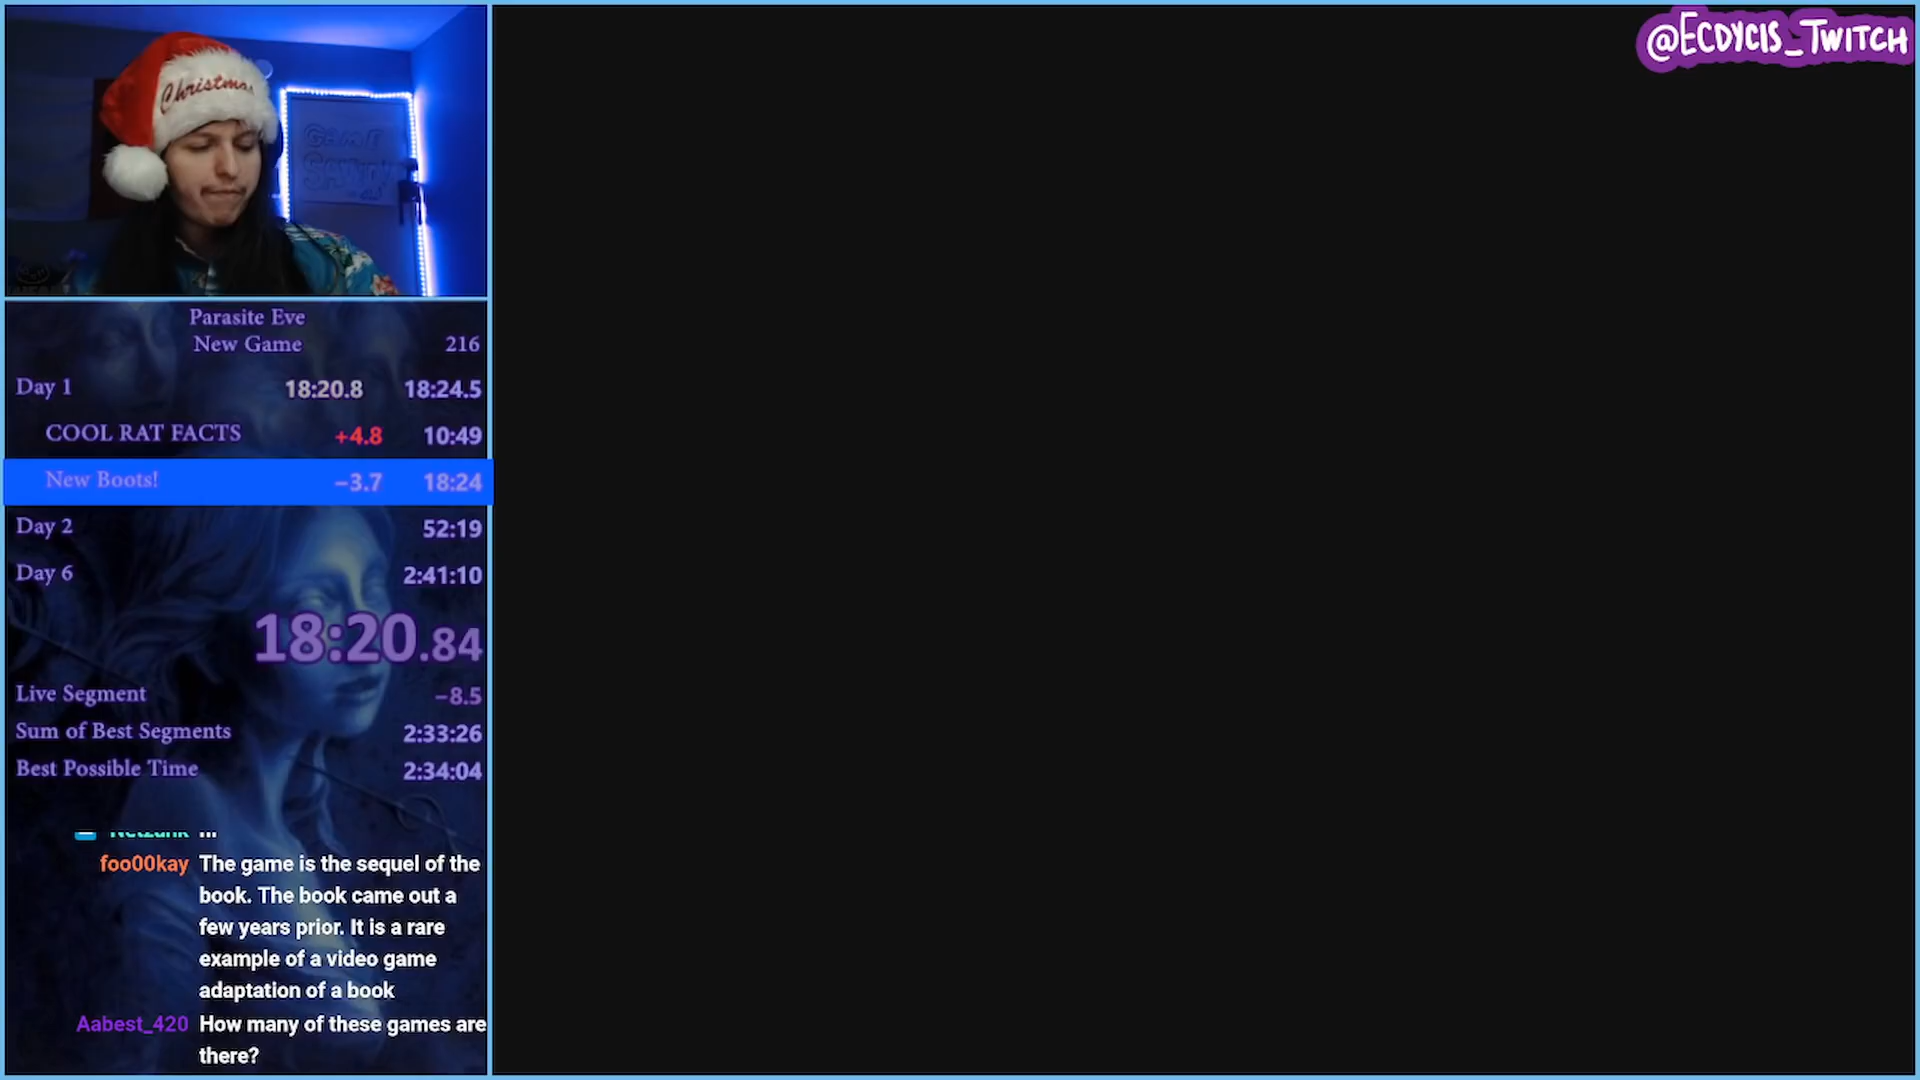 @ECDYCIS_TWITCH
Christmas
GAME
Parasite Eve
New Game 216
Day 1 18:20.8 18:24.5
COOL RAT FACTS +4.8 10:49
New Boots! −3.7 18:24
Day 2 52:19
Day 6 2:41:10
18:20.84
Live Segment −8.5
Sum of Best Segments 2:33:26
Best Possible Time 2:34:04
foo00kay The game is the sequel of the
book. The book came out a
few years prior. It is a rare
example of a video game
adaptation of a book
Aabest_420 How many of these games are
there?